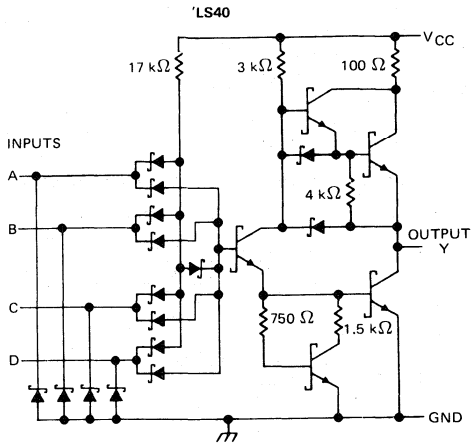 'LS40
VCC
17 kΩ
3 kΩ
100 Ω
INPUTS
A
4 kΩ
B
OUTPUT
Y
C
750 Ω
1.5 kΩ
D
GND